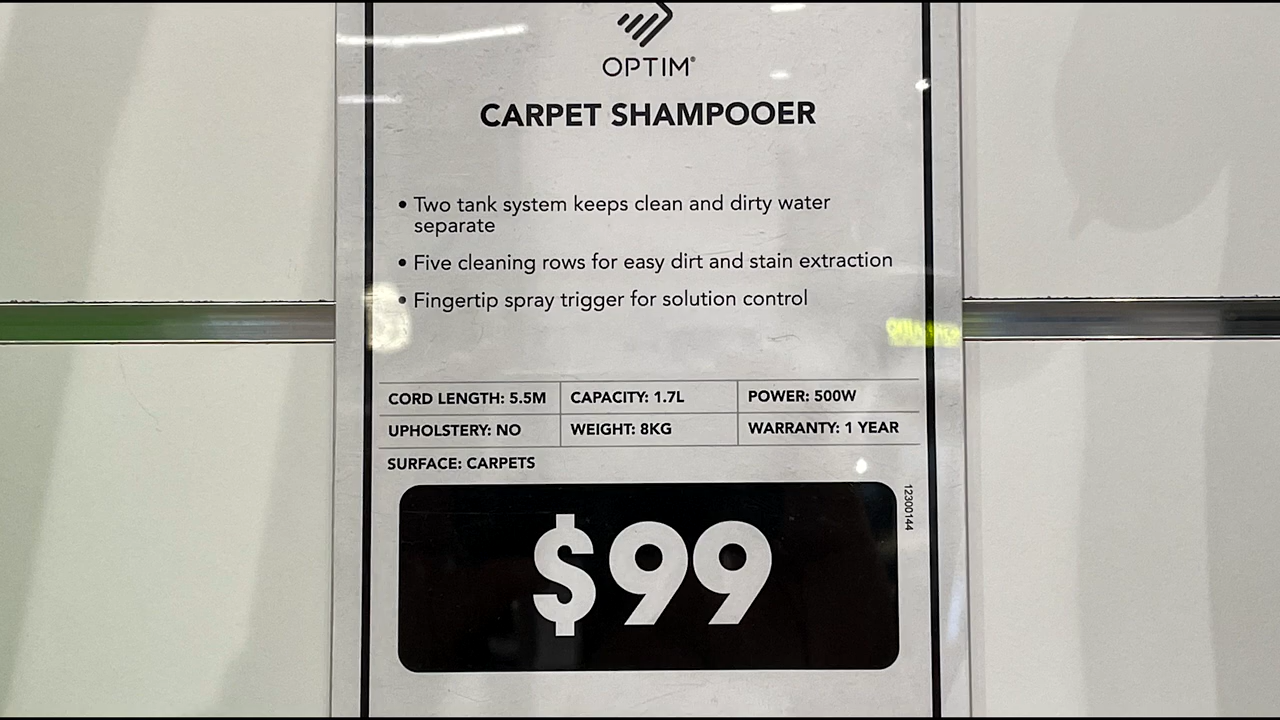 OPTIM®
CARPET SHAMPOOER
• Two tank system keeps clean and dirty water
separate
• Five cleaning rows for easy dirt and stain extraction
• Fingertip spray trigger for solution control
CORD LENGTH: 5.5M CAPACITY: 1.7L POWER: 500W
UPHOLSTERY: NO WEIGHT: 8KG WARRANTY: 1 YEAR
SURFACE: CARPETS
12300144
$99